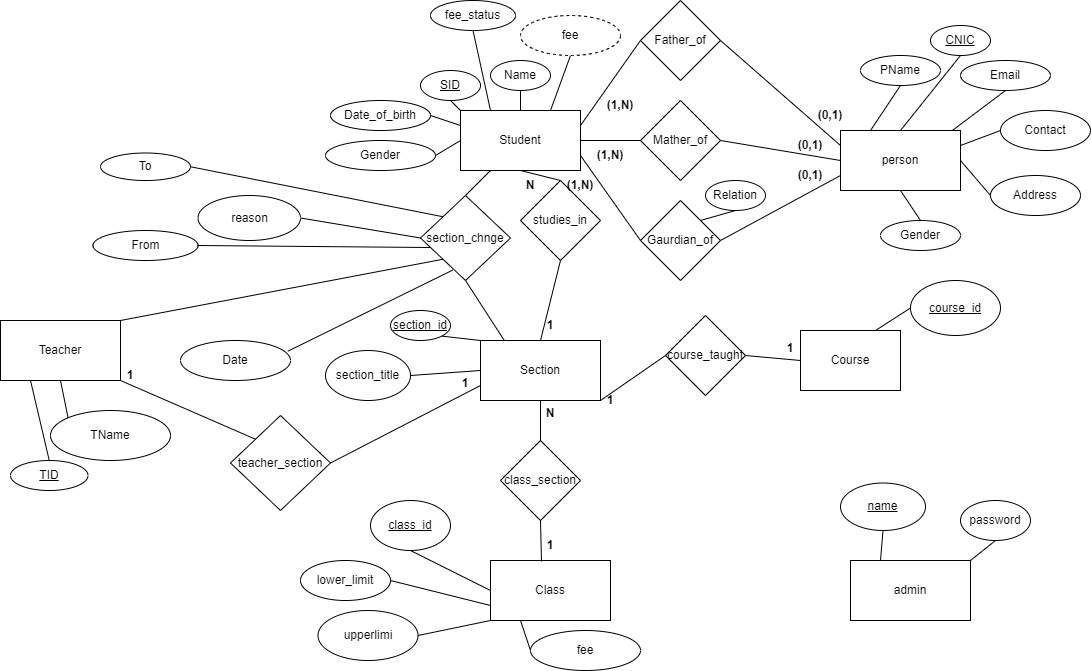 fee_status
fee
Father_of
CNIC
PName
Email
Name
SID
Date_of_birth
(1,N)
(0,1)
Contact
Student
Mather_of
(0,1)
person
Gender
(1,N)
To
N
(1,N)
(0,1)
Relation
Address
reason
studies_in
section_chnge
Gaurdian_of
Gender
From
course_id
section_id
1
Teacher
Date
section_title
Section
1
course_taught
1
Course
1
1
N
TName
teacher_section
TID
class_section
class_id
1
name
password
lower_limit
Class
admin
upperlimi
fee